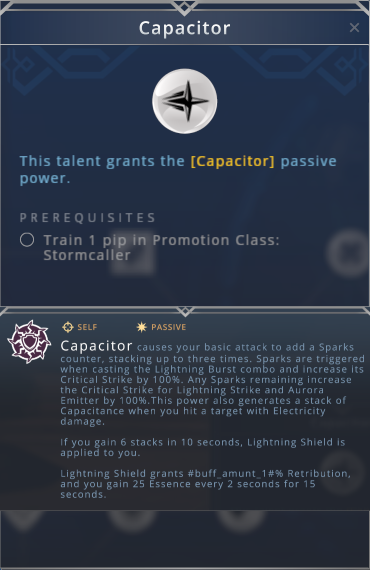 Capacitor
This talent grants the [Capacitor] passive
power.
PREREQUISITES
Train 1 pip in Promotion Class:
Stormcaller
SELF PASSIVE
Capacitor causes your basic attack to add a Sparks
counter, stacking up to three times. Sparks are triggered
when casting the Lightning Burst combo and increase its
Critical Strike by 100%. Any Sparks remaining increase
the Critical Strike for Lightning Strike and Aurora
Emitter by 100%.This power also generates a stack of
Capacitance when you hit a target with Electricity
damage.
If you gain 6 stacks in 10 seconds, Lightning Shield is
applied to you.
Lightning Shield grants #buff_amunt_1#% Retribution,
and you gain 25 Essence every 2 seconds for 15
seconds.